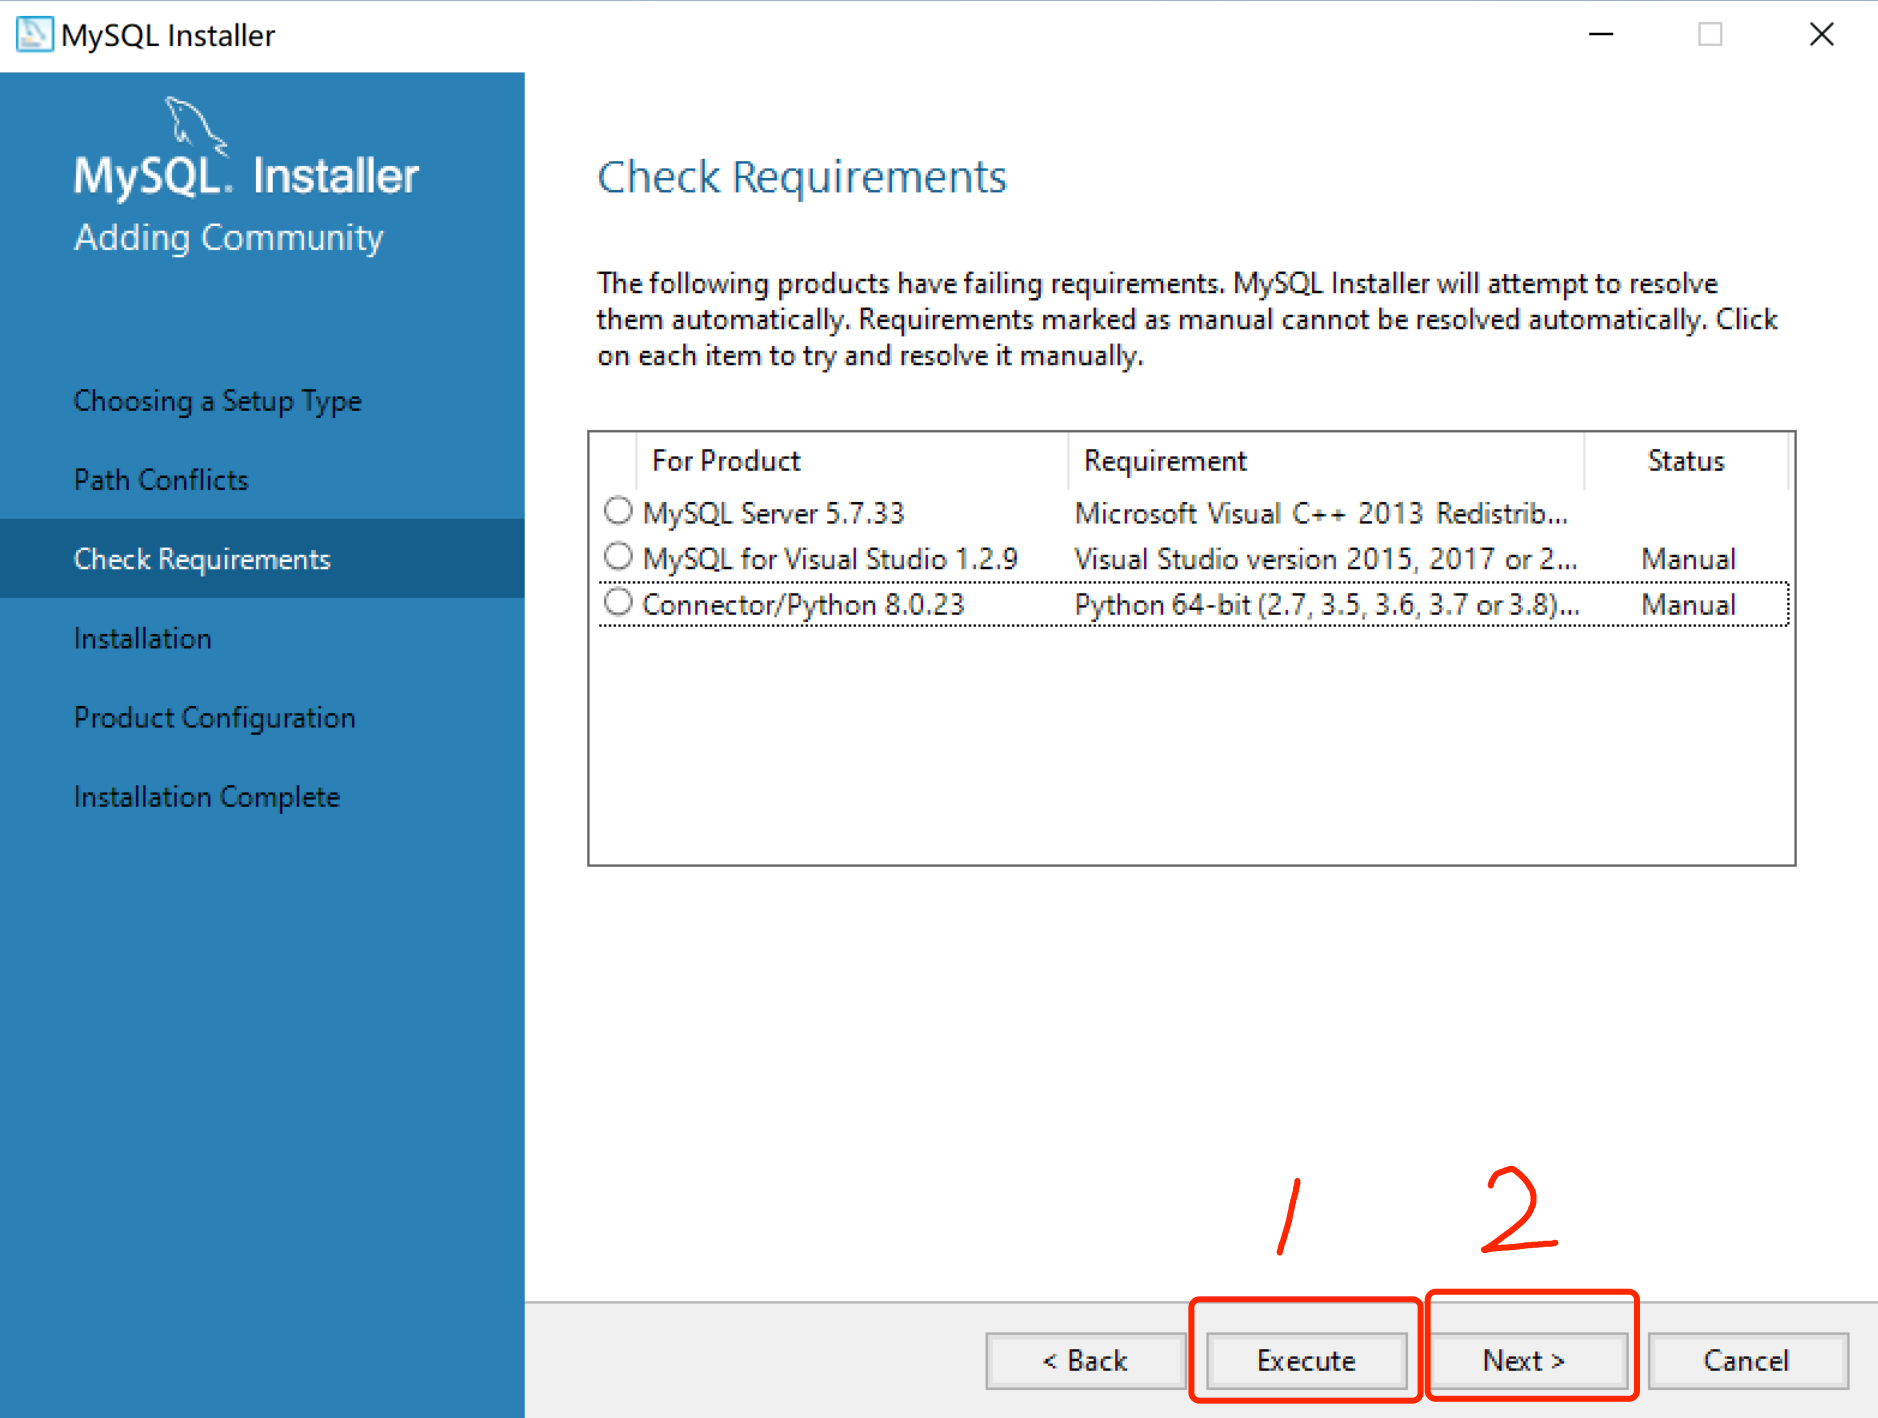 MySQL Installer
MySQL. Installer
Adding Community
Choosing a Setup Type
Path Conflicts
Check Requirements
Installation
Product Configuration
Installation Complete
Check Requirements
The following products have failing requirements. MySQL Installer will attempt to resolve
them automatically. Requirements marked as manual cannot be resolved automatically. Click
on each item to try and resolve it manually.
For Product Requirement Status
MySQL Server 5.7.33 Microsoft Visual C++ 2013 Redistrib...
MySQL for Visual Studio 1.2.9 Visual Studio version 2015, 2017 or 2... Manual
Connector/Python 8.0.23 Python 64-bit (2.7, 3.5, 3.6, 3.7 or 3.8)... Manual
1 2
< Back Execute Next > Cancel